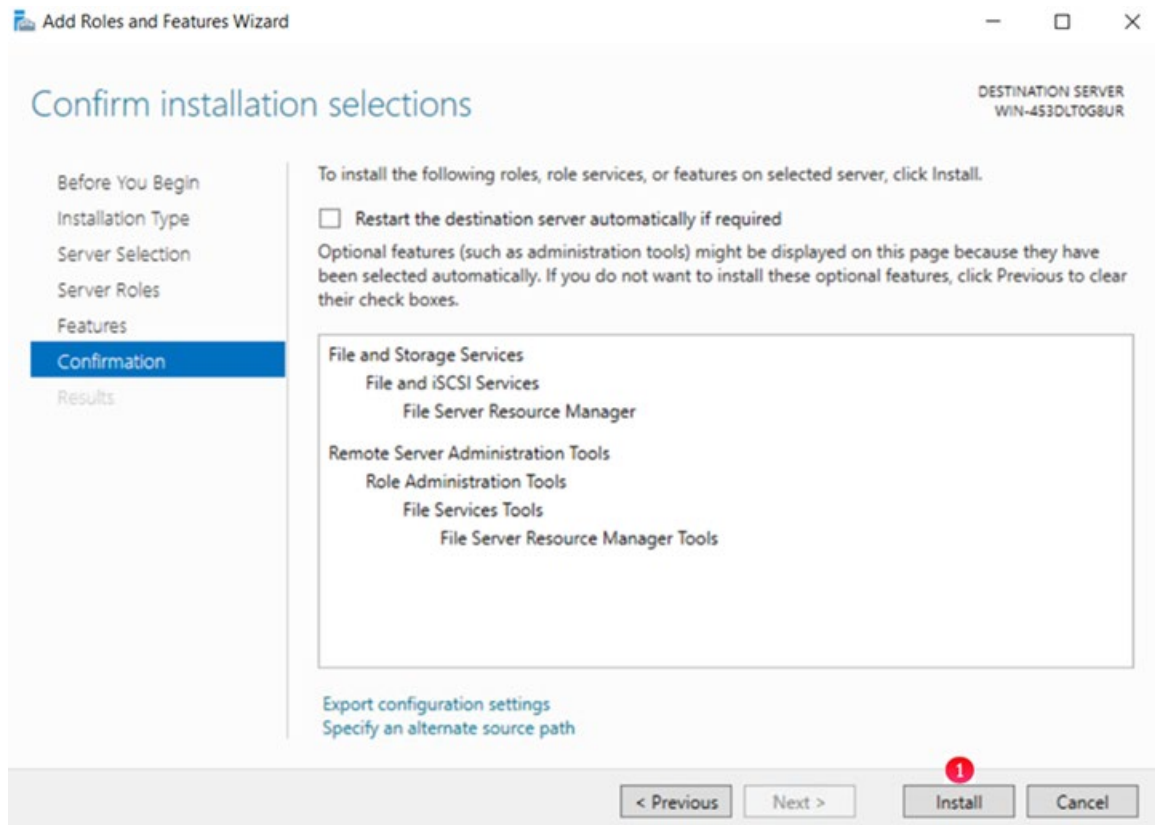 Add Roles and Features Wizard
Confirm installation selections
DESTINATION SERVER
WIN-453DLT0G8UR
Before You Begin
Installation Type
Server Selection
Server Roles
Features
Confirmation
Results
To install the following roles, role services, or features on selected server, click Install.
Restart the destination server automatically if required
Optional features (such as administration tools) might be displayed on this page because they have
been selected automatically. If you do not want to install these optional features, click Previous to clear
their check boxes.
File and Storage Services
File and iSCSI Services
File Server Resource Manager
Remote Server Administration Tools
Role Administration Tools
File Services Tools
File Server Resource Manager Tools
Export configuration settings
Specify an alternate source path
1
< Previous
Next >
Install
Cancel